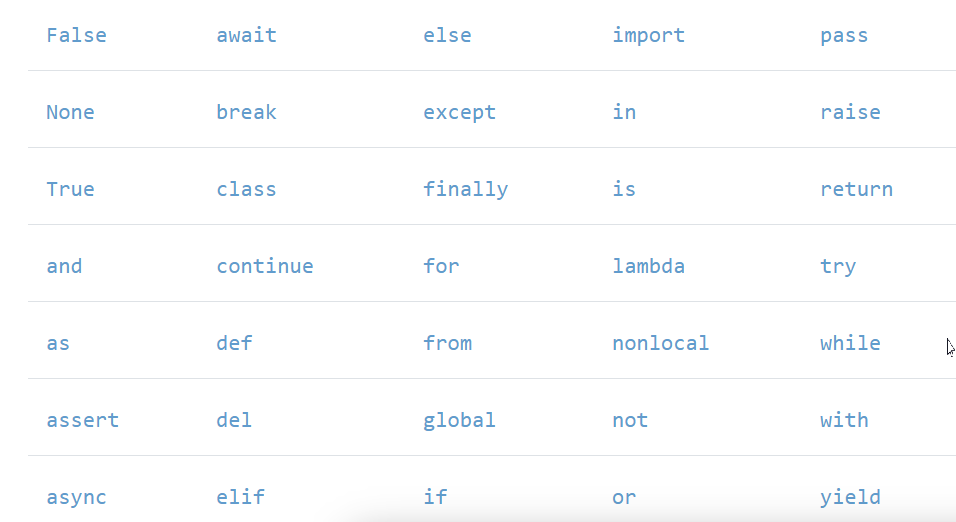 False await else import pass
None break except in raise
True class finally is return
and continue for lambda try
as def from nonlocal while
assert del global not with
async elif if or yield